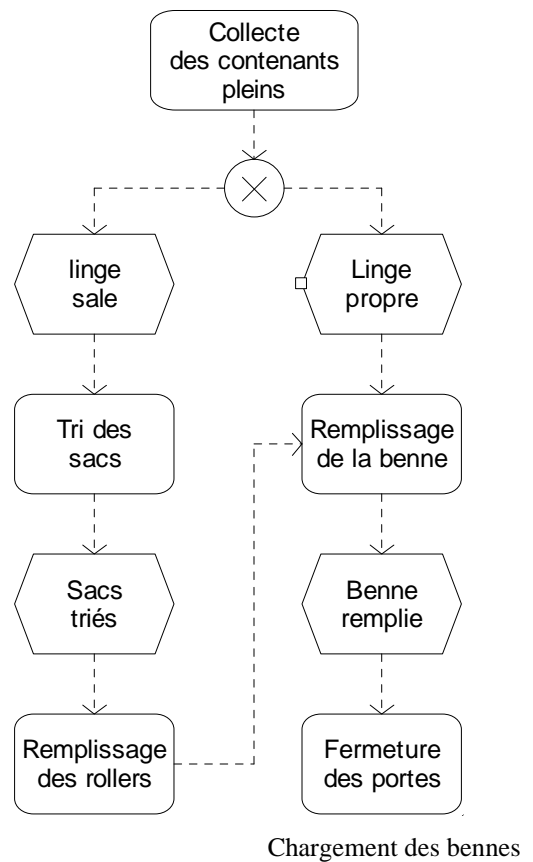 Collecte
des contenants
pleins
linge
sale
Linge
propre
Tri des
sacs
Remplissage
de la benne
Sacs
triés
Benne
remplie
Remplissage
des rollers
Fermeture
des portes
Chargement des bennes